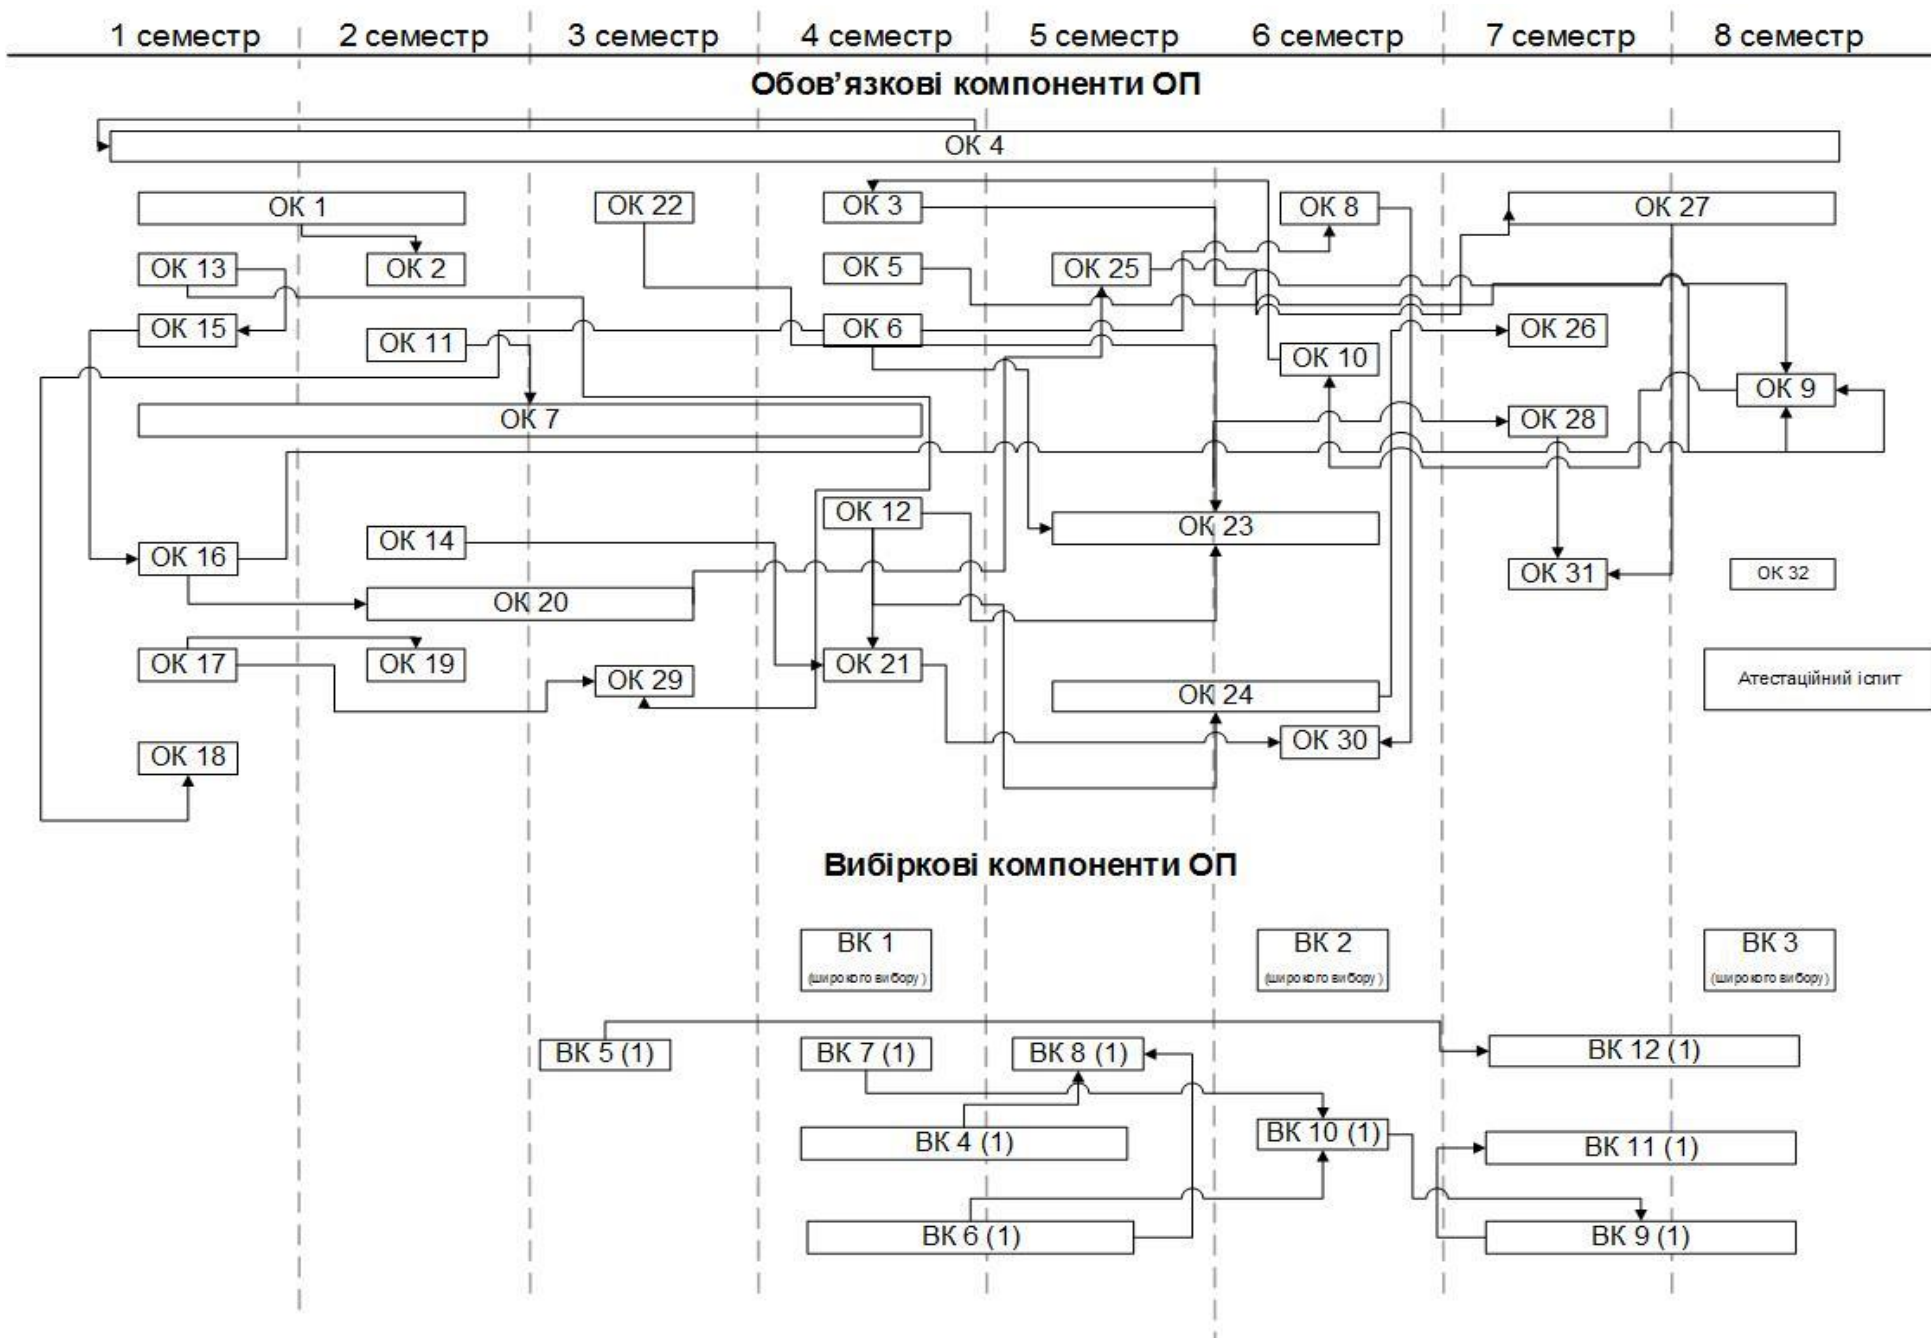 1 семестр 2 семестр 3 семестр 4 семестр 5 семестр 6 семестр 7 семестр 8 семестр
Обов’язкові компоненти ОП
ОК 4
ОК 1 ОК 22 ОК 3 ОК 8 ОК 27
ОК 13 ОК 2 ОК 5 ОК 25
ОК 15 ОК 11 ОК 6 ОК 10 ОК 26
ОК 9
ОК 7 ОК 28
ОК 12 ОК 23
ОК 16 ОК 14 ОК 31 ОК 32
ОК 20
ОК 17 ОК 19 ОК 29 ОК 21 ОК 24 Атестаційний іспит
ОК 18 ОК 30
Вибіркові компоненти ОП
ВК 1 ВК 2 ВК 3
(широкого вибору) (широкого вибору) (широкого вибору)
ВК 5 (1) ВК 7 (1) ВК 8 (1) ВК 12 (1)
ВК 4 (1) ВК 10 (1) ВК 11 (1)
ВК 6 (1) ВК 9 (1)